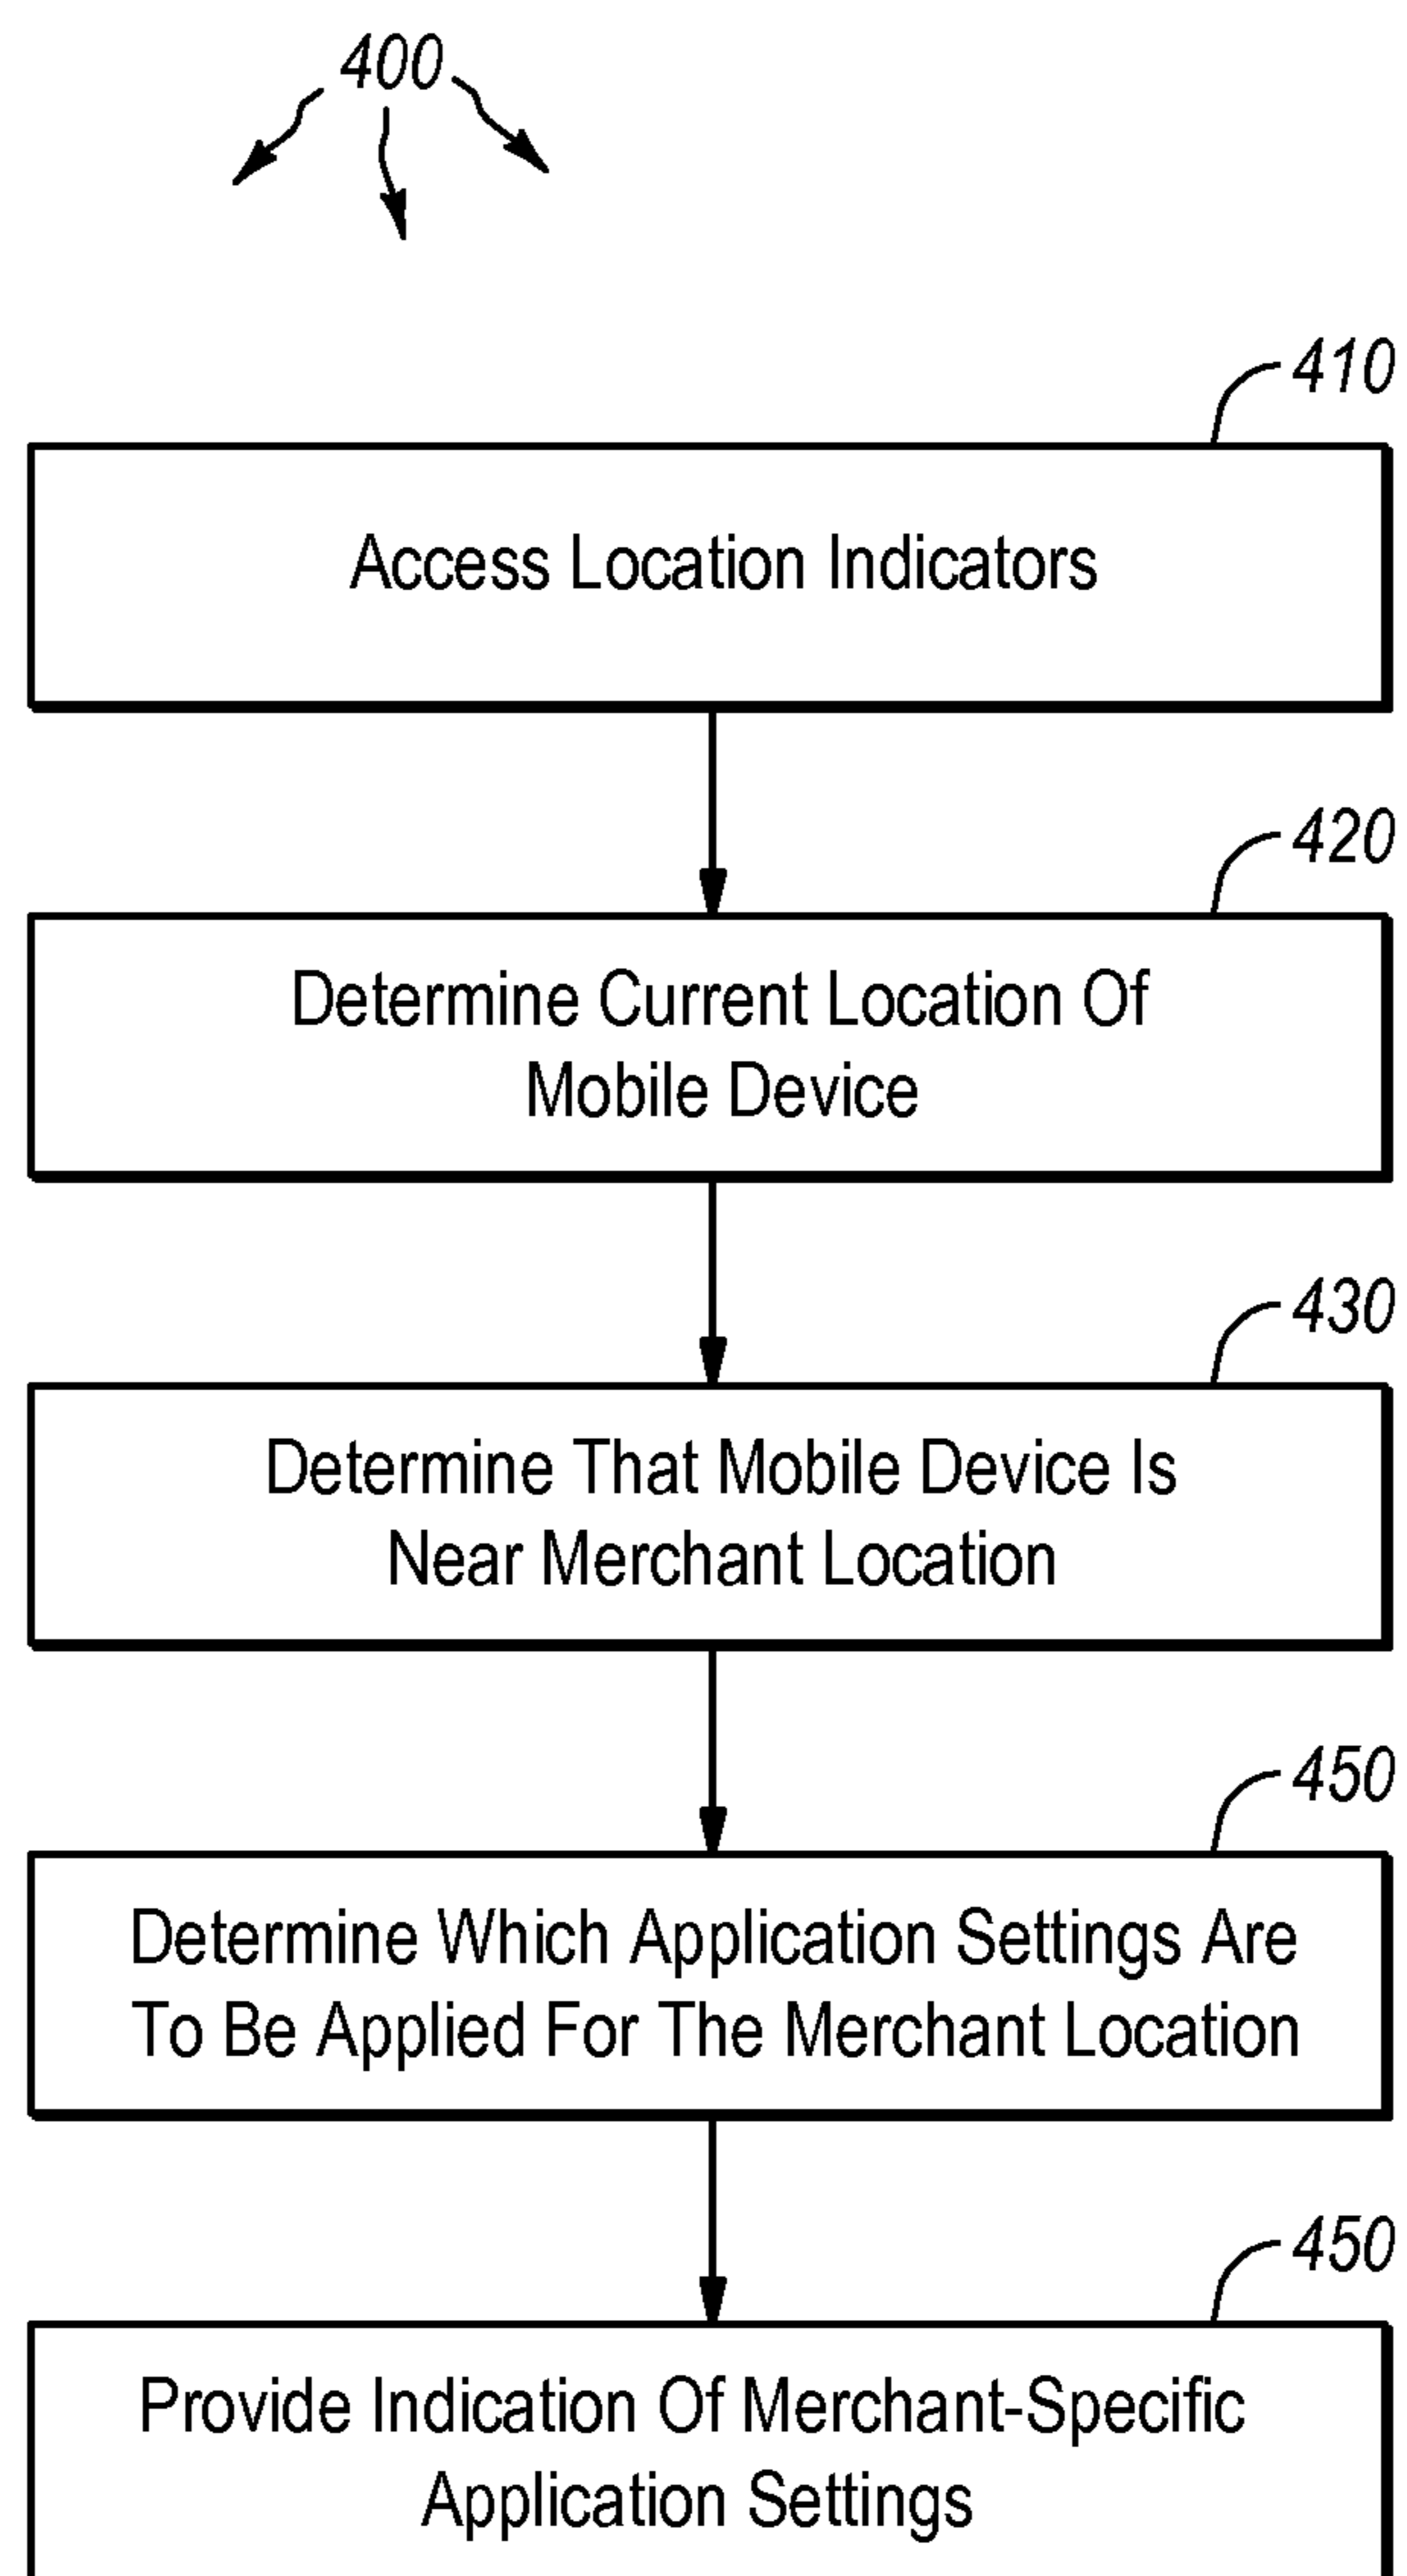 400
410
Access Location Indicators
420
Determine Current Location Of
Mobile Device
430
Determine That Mobile Device Is
Near Merchant Location
450
Determine Which Application Settings Are
To Be Applied For The Merchant Location
450
Provide Indication Of Merchant-Specific
Application Settings